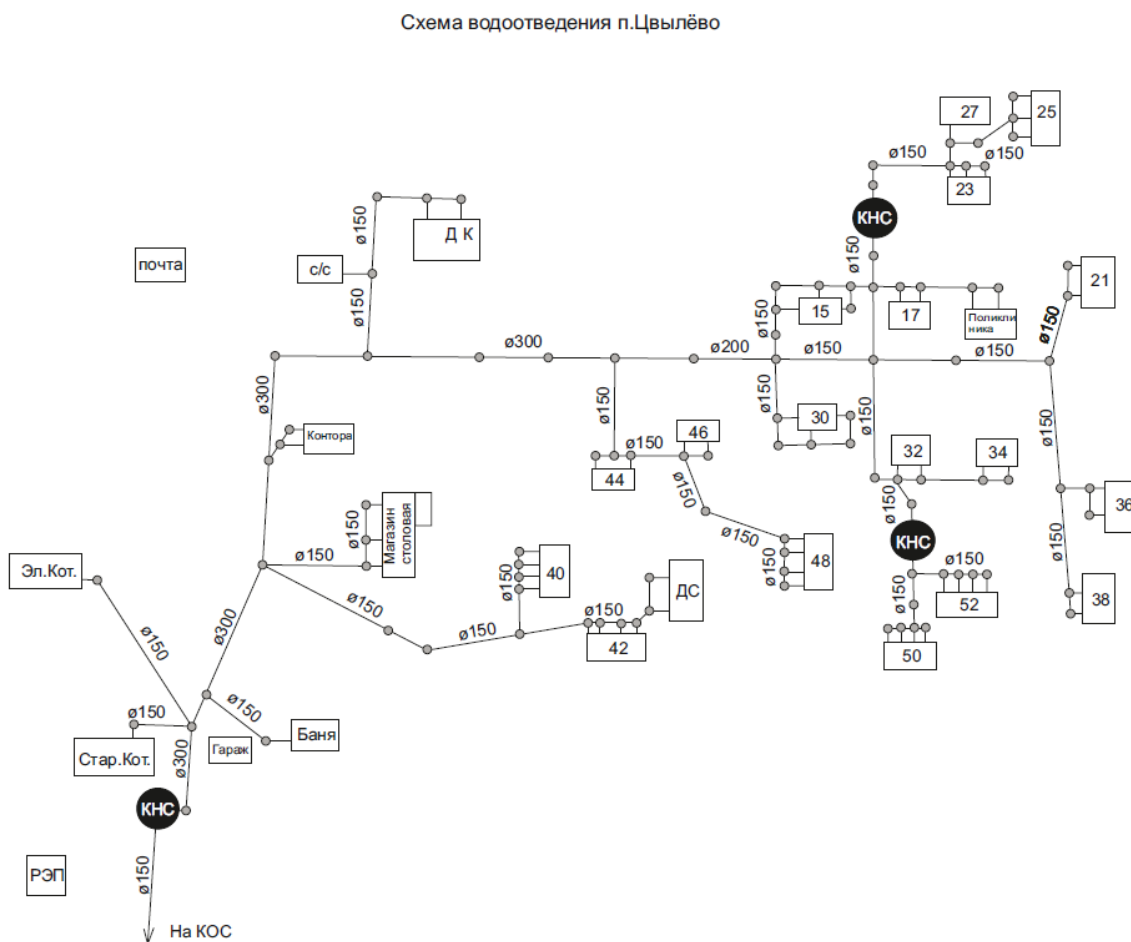 Схема водоотведения п.Цвылёво
27
25
ø150
ø150
23
КНС
ø150
Д К
ø150
почта
с/с
ø150
21
15
17
Поликли
ника
ø150
ø150
ø300
ø200
ø150
ø150
ø300
ø150
ø150
ø150
ø150
30
Контора
46
ø150
44
32
34
ø150
ø150
36
Магазин
столовая
ø150
ø150
ø150
КНС
ø150
Эл.Кот.
ø150
40
ø150
48
ДС
ø150
ø150
52
38
ø300
ø150
ø150
ø150
42
50
ø150
ø150
ø150
Баня
Гараж
Стар.Кот.
ø300
КНС
РЭП
ø150
На КОС